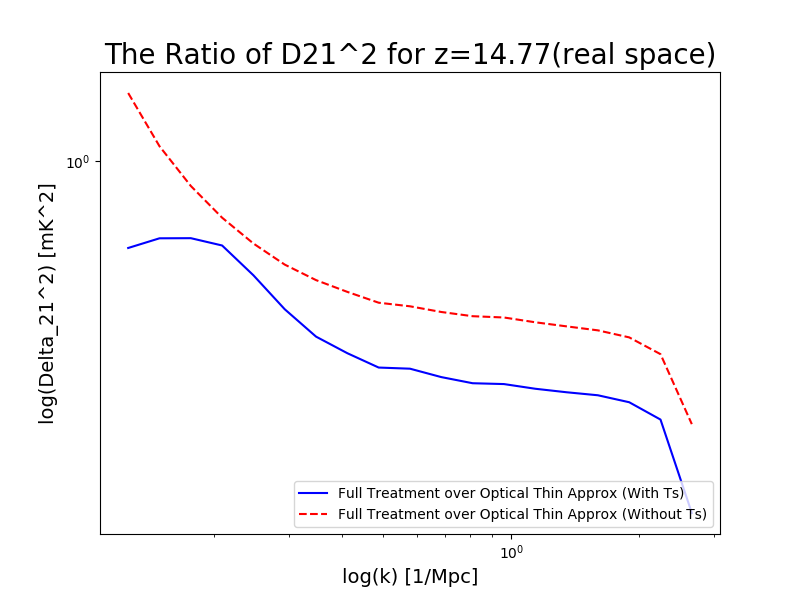 The Ratio of D21^2 for z=14.77(real space)
10^0
log(Delta_21^2) [mK^2]
Full Treatment over Optical Thin Approx (With Ts)
Full Treatment over Optical Thin Approx (Without Ts)
10^0
log(k) [1/Mpc]